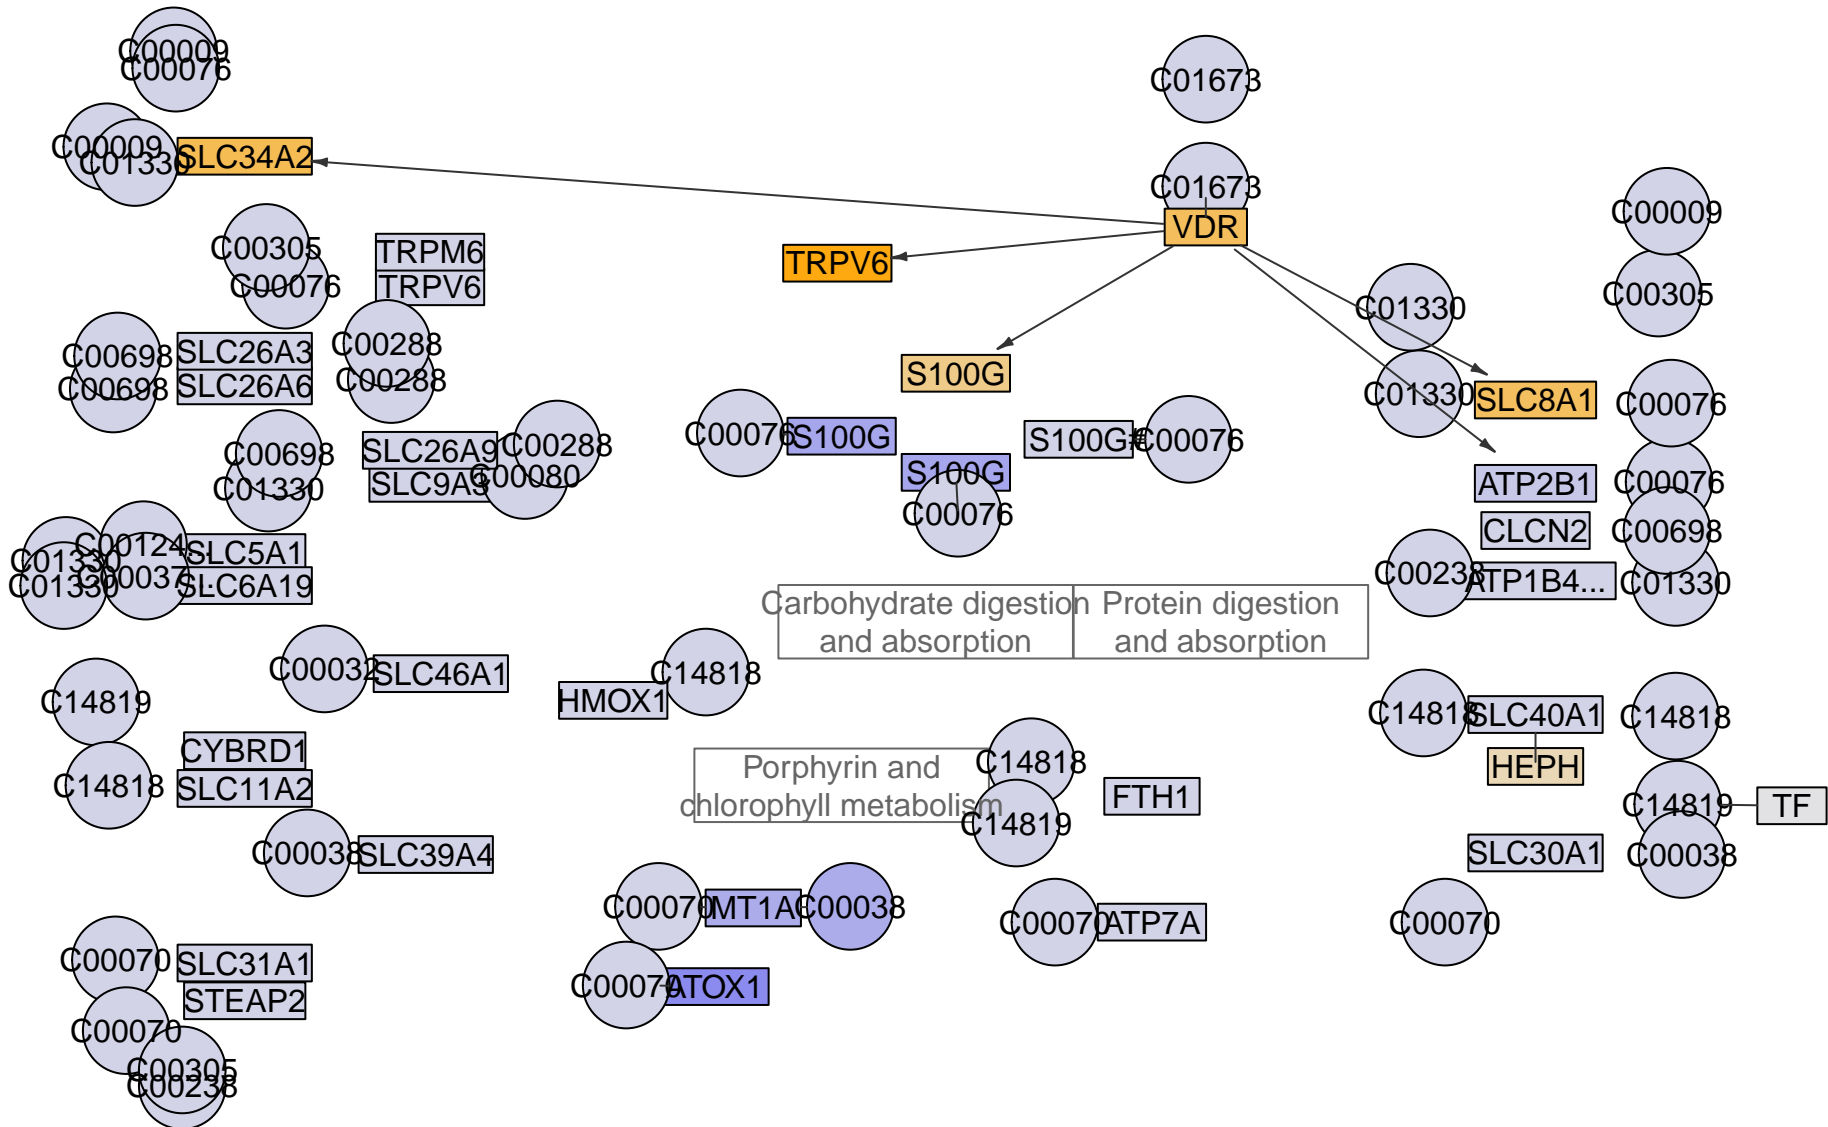 C00009
C00076
C01673
C00009
C01330
SLC34A2
C01673
VDR
C00009
C00305
C00076
TRPM6
TRPV6
TRPV6
C01330
C00305
C00698
C00698
SLC26A3
SLC26A6
C00288
C00288
S100G
C01330
SLC8A1
C00076
C00698
C01330
SLC26A9
SLC9A3
C00288
C00080
C00076
S100G
S100G
C00076
S100G#
C00076
ATP2B1
C00076
CLCN2
C00698
C01330
C01330
C00124...
C00037...
SLC5A1
SLC6A19
C00238
ATP1B4...
C01330
Carbohydrate digestion
and absorption
Protein digestion
and absorption
C00032
SLC46A1
HMOX1
C14818
C14819
C14818
CYBRD1
SLC11A2
Porphyrin and
chlorophyll metabolism
C14818
C14819
FTH1
C14818
SLC40A1
HEPH
C14818
C14819
TF
C00038
SLC39A4
SLC30A1
C00038
C00070
MT1A
C00038
C00070
ATP7A
C00070
C00070
SLC31A1
STEAP2
C00070
ATOX1
C00070
C00305
C00238